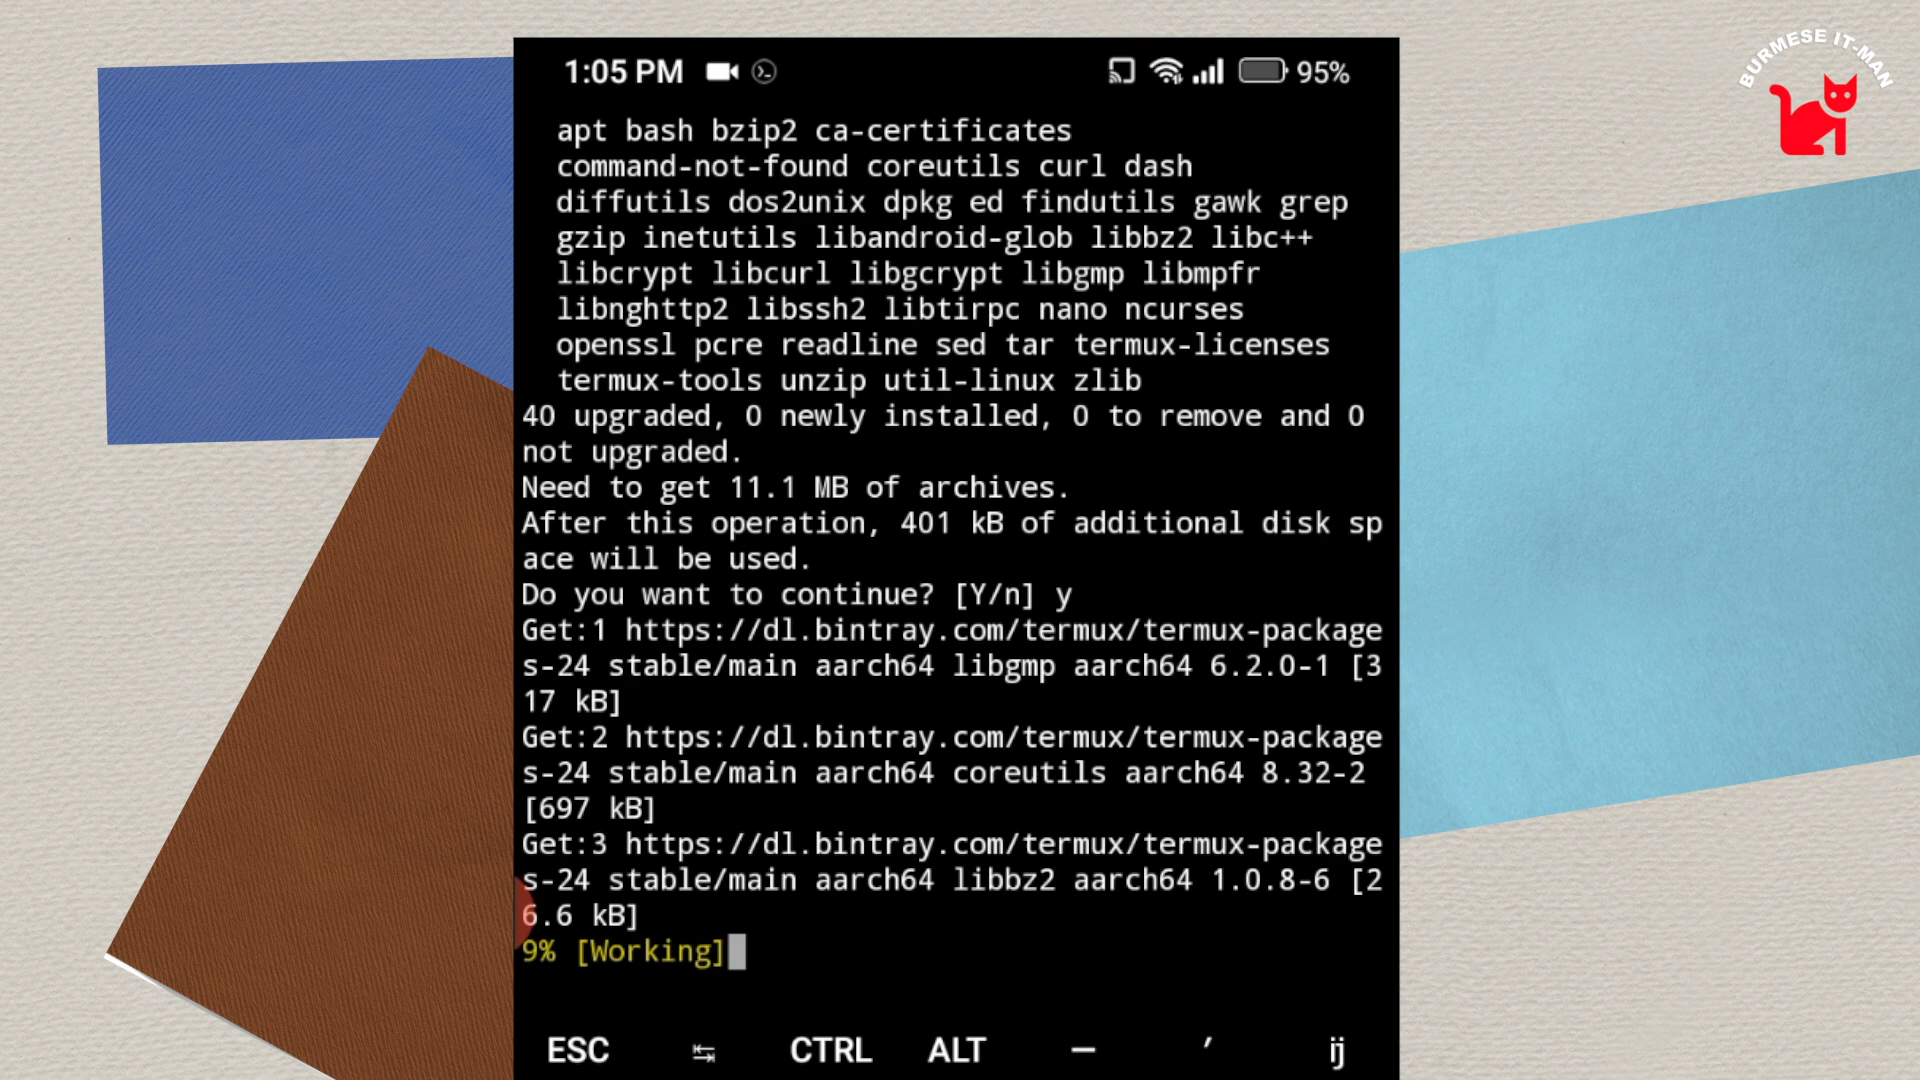 BURMESE IT-MAN
1:05 PM 95%
apt bash bzip2 ca-certificates
command-not-found coreutils curl dash
diffutils dos2unix dpkg ed findutils gawk grep
gzip inetutils libandroid-glob libbz2 libc++
libcrypt libcurl libgcrypt libgmp libmpfr
libnghttp2 libssh2 libtirpc nano ncurses
openssl pcre readline sed tar termux-licenses
termux-tools unzip util-linux zlib
40 upgraded, 0 newly installed, 0 to remove and 0
not upgraded.
Need to get 11.1 MB of archives.
After this operation, 401 kB of additional disk sp
ace will be used.
Do you want to continue? [Y/n] y
Get:1 https://dl.bintray.com/termux/termux-package
s-24 stable/main aarch64 libgmp aarch64 6.2.0-1 [3
17 kB]
Get:2 https://dl.bintray.com/termux/termux-package
s-24 stable/main aarch64 coreutils aarch64 8.32-2
[697 kB]
Get:3 https://dl.bintray.com/termux/termux-package
s-24 stable/main aarch64 libbz2 aarch64 1.0.8-6 [2
6.6 kB]
9% [Working]
ESC ↹ CTRL ALT — ′ ij